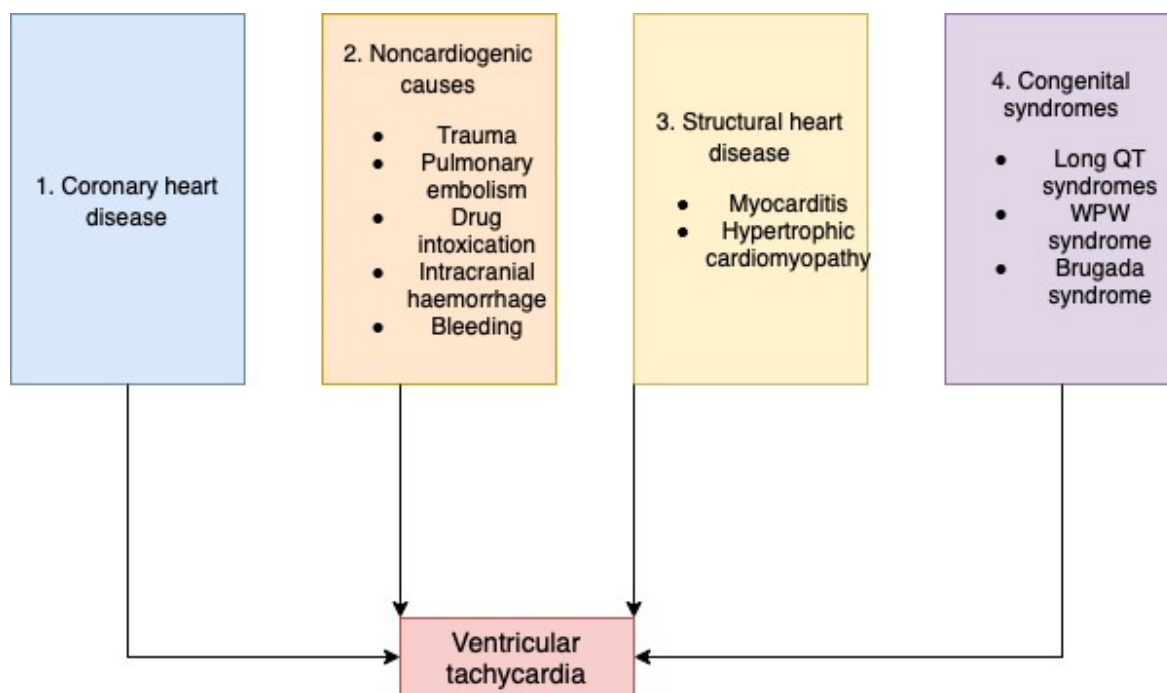 1. Coronary heart
disease
2. Noncardiogenic
causes
● Trauma
● Pulmonary
embolism
● Drug
intoxication
● Intracranial
haemorrhage
● Bleeding
3. Structural heart
disease
● Myocarditis
● Hypertrophic
cardiomyopathy
4. Congenital
syndromes
● Long QT
syndromes
● WPW
syndrome
● Brugada
syndrome
Ventricular
tachycardia